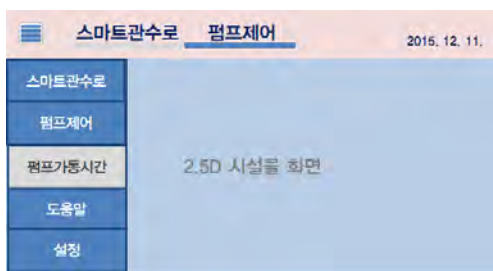 스마트관수로 펌프제어
2015. 12. 11.
스마트관수로
펌프제어
펌프가동시간
2.5D 시설물 화면
도움말
설정